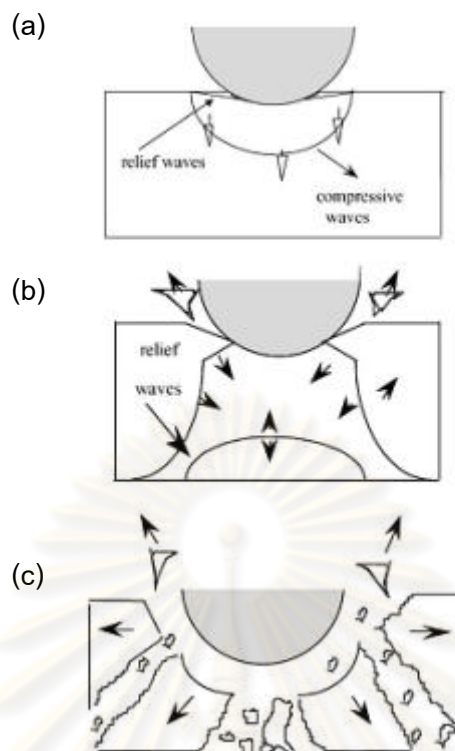 (a)
relief waves
compressive
waves
(b)
relief
waves
(c)